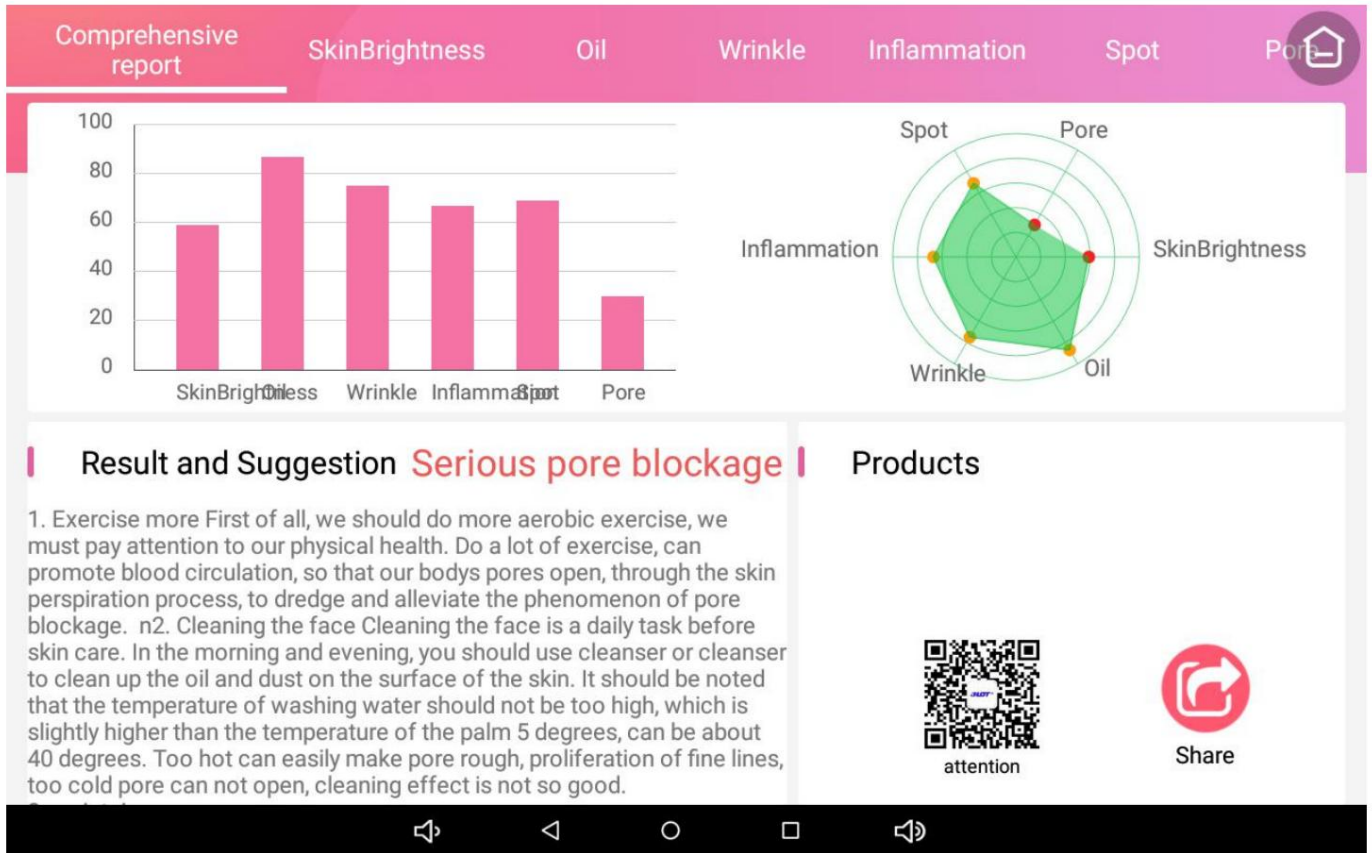 Comprehensive
report
SkinBrightness
Oil
Wrinkle
Inflammation
Spot
Pore
100
80
60
40
20
0
SkinBrightness
Oil
Wrinkle
Inflammation
Spot
Pore
Spot
Pore
Inflammation
SkinBrightness
Wrinkle
Oil
Result and Suggestion Serious pore blockage
1. Exercise more First of all, we should do more aerobic exercise, we
must pay attention to our physical health. Do a lot of exercise, can
promote blood circulation, so that our bodys pores open, through the skin
perspiration process, to dredge and alleviate the phenomenon of pore
blockage. n2. Cleaning the face Cleaning the face is a daily task before
skin care. In the morning and evening, you should use cleanser or cleanser
to clean up the oil and dust on the surface of the skin. It should be noted
that the temperature of washing water should not be too high, which is
slightly higher than the temperature of the palm 5 degrees, can be about
40 degrees. Too hot can easily make pore rough, proliferation of fine lines,
too cold pore can not open, cleaning effect is not so good.
Products
attention
Share